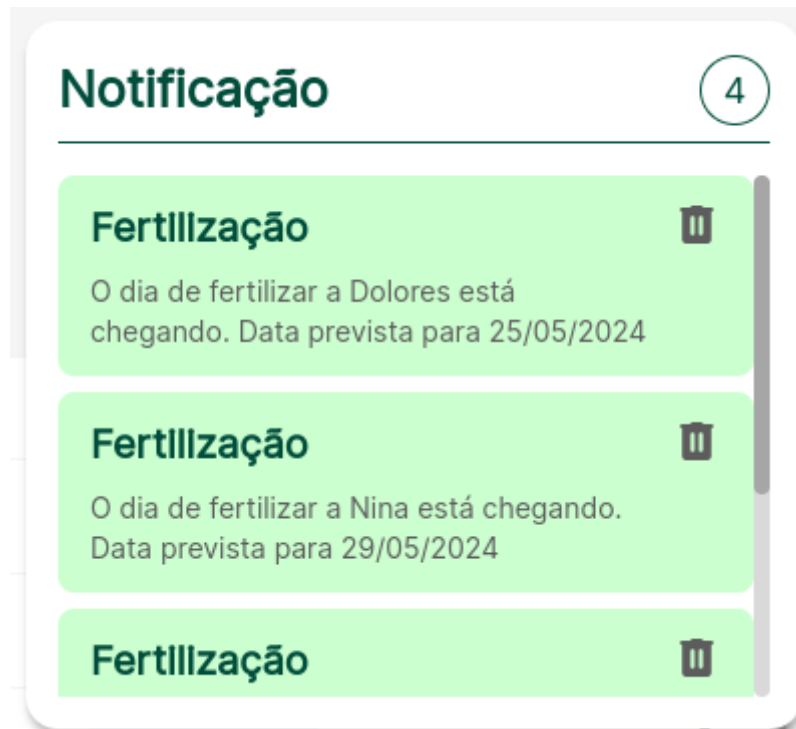 Notificação
4
Fertilização
O dia de fertilizar a Dolores está
chegando. Data prevista para 25/05/2024
Fertilização
O dia de fertilizar a Nina está chegando.
Data prevista para 29/05/2024
Fertilização